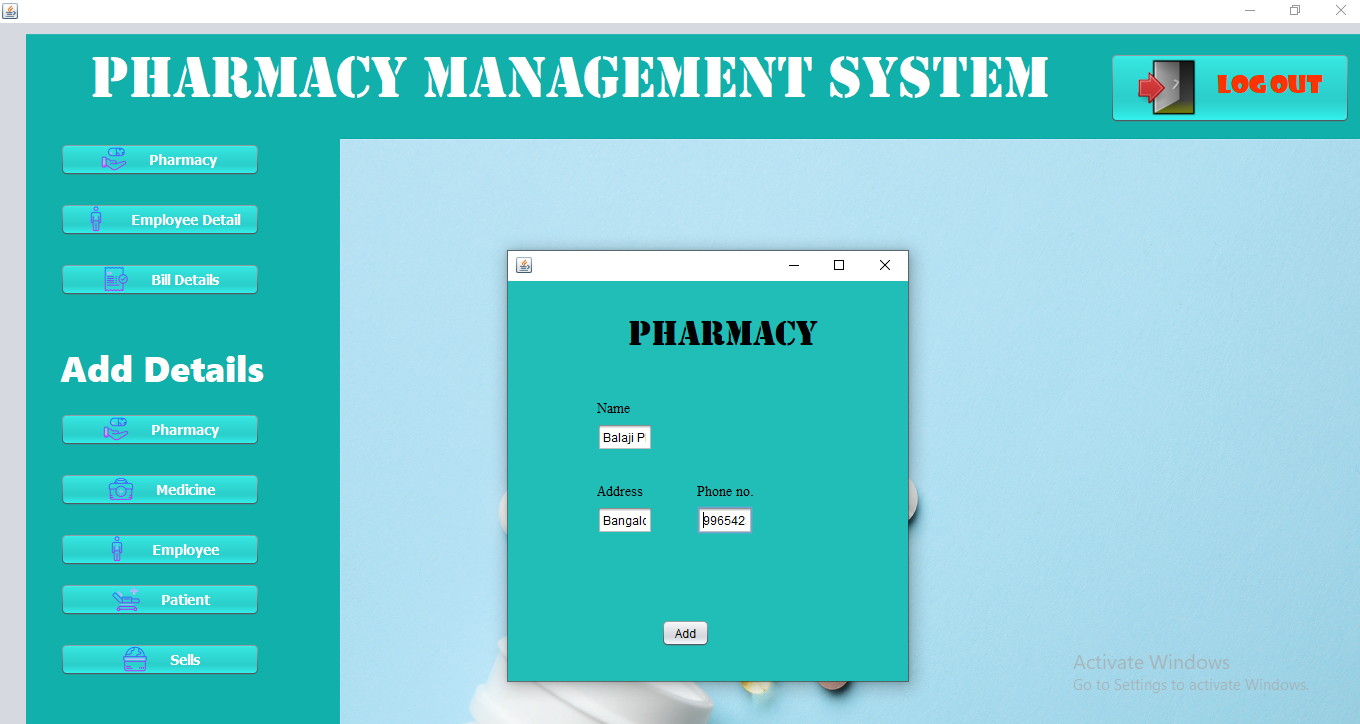 PHARMACY MANAGEMENT SYSTEM
LOG OUT
Pharmacy
Employee Detail
Bill Details
Add Details
Pharmacy
Medicine
Employee
Patient
Sells
PHARMACY
Name
Balaji P
Address Phone no.
Bangalo 996542
Add
Activate Windows
Go to Settings to activate Windows.